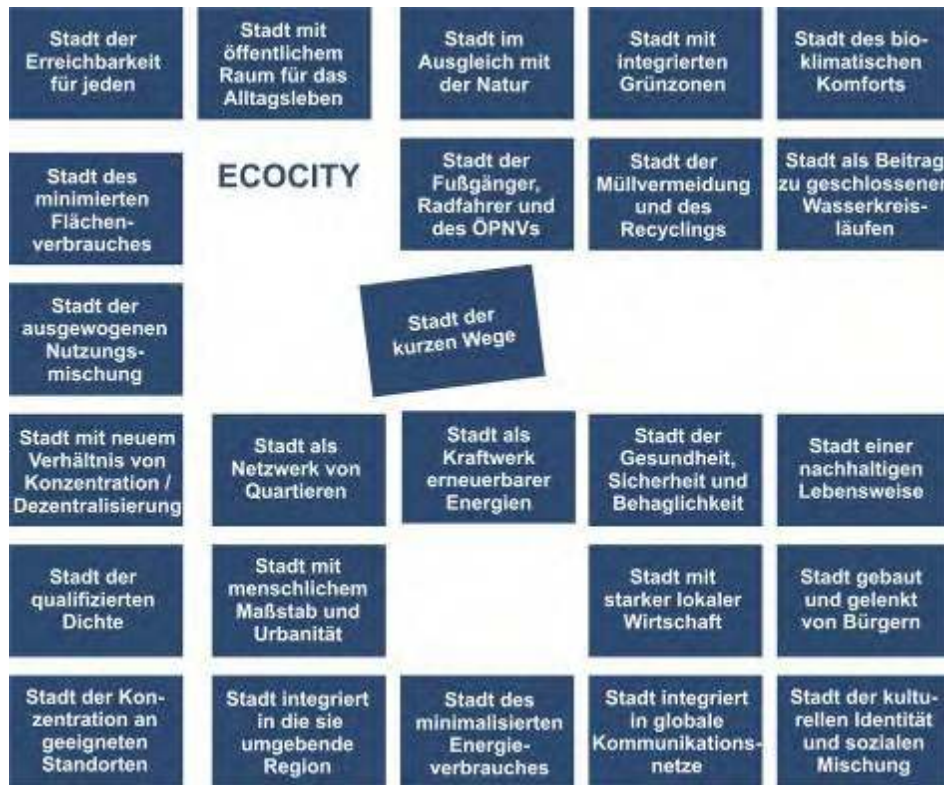 Stadt der
Erreichbarkeit
für jeden
Stadt mit
öffentlichem
Raum für das
Alltagsleben
Stadt im
Ausgleich mit
der Natur
Stadt mit
integrierten
Grünzonen
Stadt des bio-
klimatischen
Komforts
Stadt des
minimierten
Flächen-
verbrauches
ECOCITY
Stadt der
Fußgänger,
Radfahrer und
des ÖPNVs
Stadt der
Müllvermeidung
und des
Recyclings
Stadt als Beitrag
zu geschlossener
Wasserkreis-
läufen
Stadt der
ausgewogenen
Nutzungs-
mischung
Stadt der
kurzen Wege
Stadt mit neuem
Verhältnis von
Konzentration /
Dezentralisierung
Stadt als
Netzwerk von
Quartieren
Stadt als
Kraftwerk
erneuerbarer
Energien
Stadt der
Gesundheit,
Sicherheit und
Behaglichkeit
Stadt einer
nachhaltigen
Lebensweise
Stadt der
qualifizierten
Dichte
Stadt mit
menschlichem
Maßstab und
Urbanität
Stadt mit
starker lokaler
Wirtschaft
Stadt gebaut
und gelenkt
von Bürgern
Stadt der Kon-
zentration an
geeigneten
Standorten
Stadt integriert
in die sie
umgebende
Region
Stadt des
minimalisierten
Energie-
verbrauches
Stadt integriert
in globale
Kommunikations-
netze
Stadt der kultu-
rellen Identität
und sozialen
Mischung